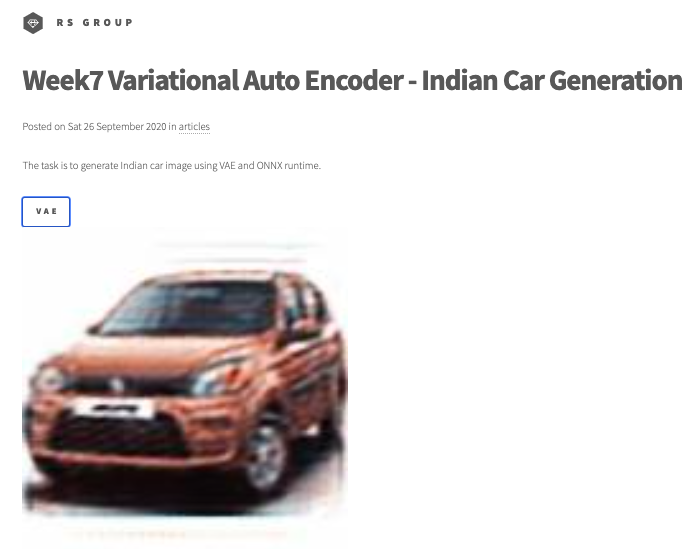 RS GROUP
Week7 Variational Auto Encoder - Indian Car Generation
Posted on Sat 26 September 2020 in articles
The task is to generate Indian car image using VAE and ONNX runtime.
VAE